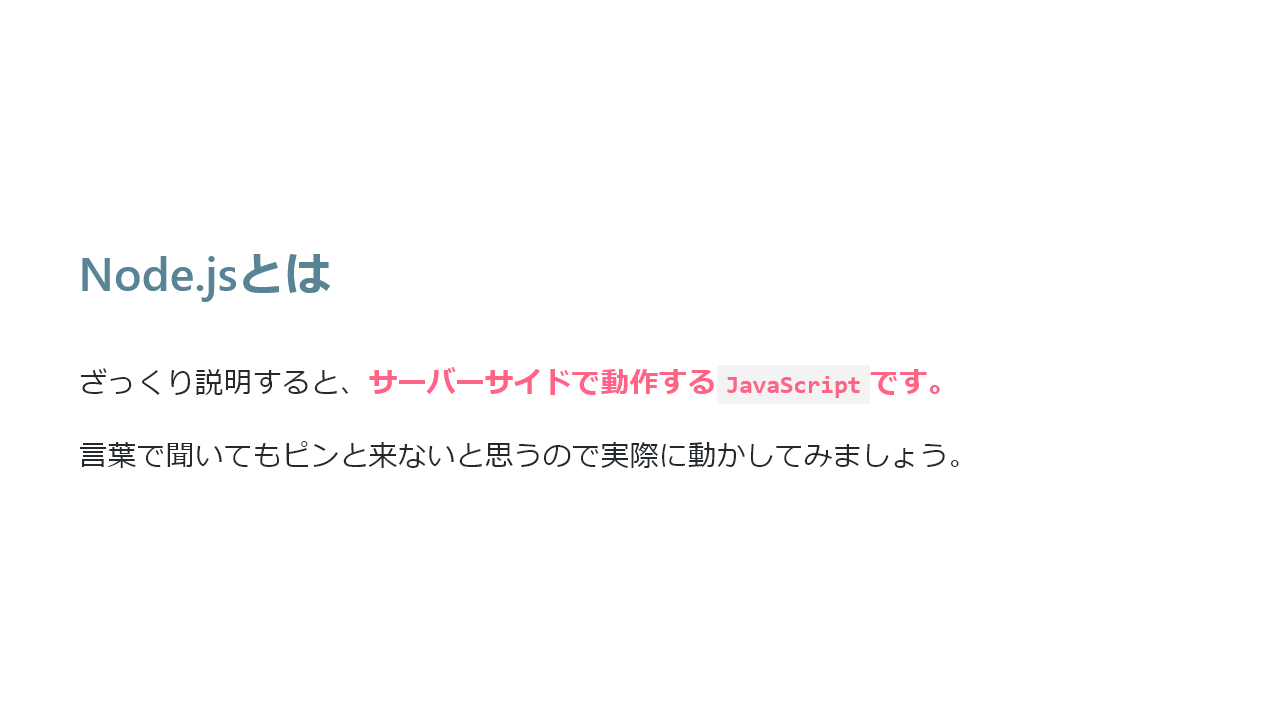 Node.jsとは
ざっくり説明すると、サーバーサイドで動作するJavaScriptです。
言葉で聞いてもピンと来ないと思うので実際に動かしてみましょう。